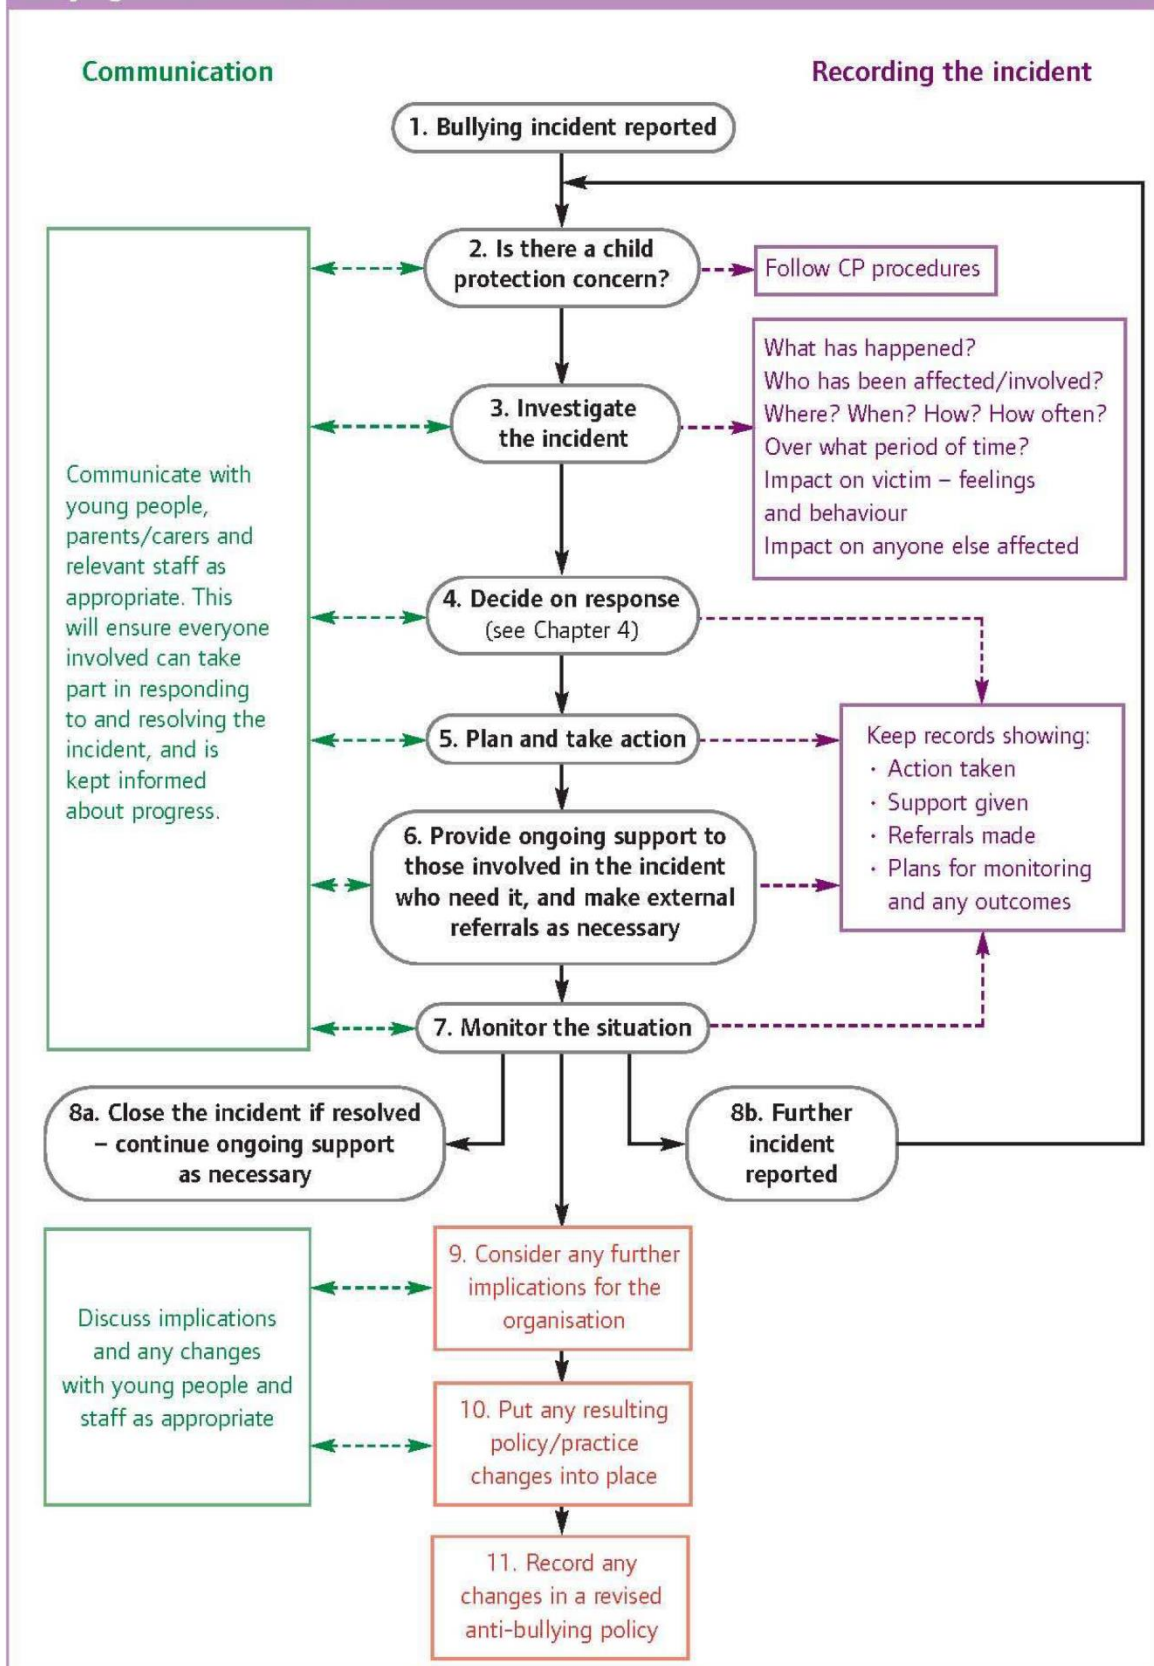 Communication
Recording the incident
1. Bullying incident reported
2. Is there a child
protection concern?
Follow CP procedures
What has happened?
Who has been affected/involved?
Where? When? How? How often?
Over what period of time?
Impact on victim – feelings
and behaviour
Impact on anyone else affected
3. Investigate
the incident
Communicate with
young people,
parents/carers and
relevant staff as
appropriate. This
will ensure everyone
involved can take
part in responding
to and resolving the
incident, and is
kept informed
about progress.
4. Decide on response
(see Chapter 4)
5. Plan and take action
Keep records showing:
· Action taken
· Support given
· Referrals made
· Plans for monitoring
and any outcomes
6. Provide ongoing support to
those involved in the incident
who need it, and make external
referrals as necessary
7. Monitor the situation
8a. Close the incident if resolved
– continue ongoing support
as necessary
8b. Further
incident
reported
9. Consider any further
implications for the
organisation
Discuss implications
and any changes
with young people and
staff as appropriate
10. Put any resulting
policy/practice
changes into place
11. Record any
changes in a revised
anti-bullying policy